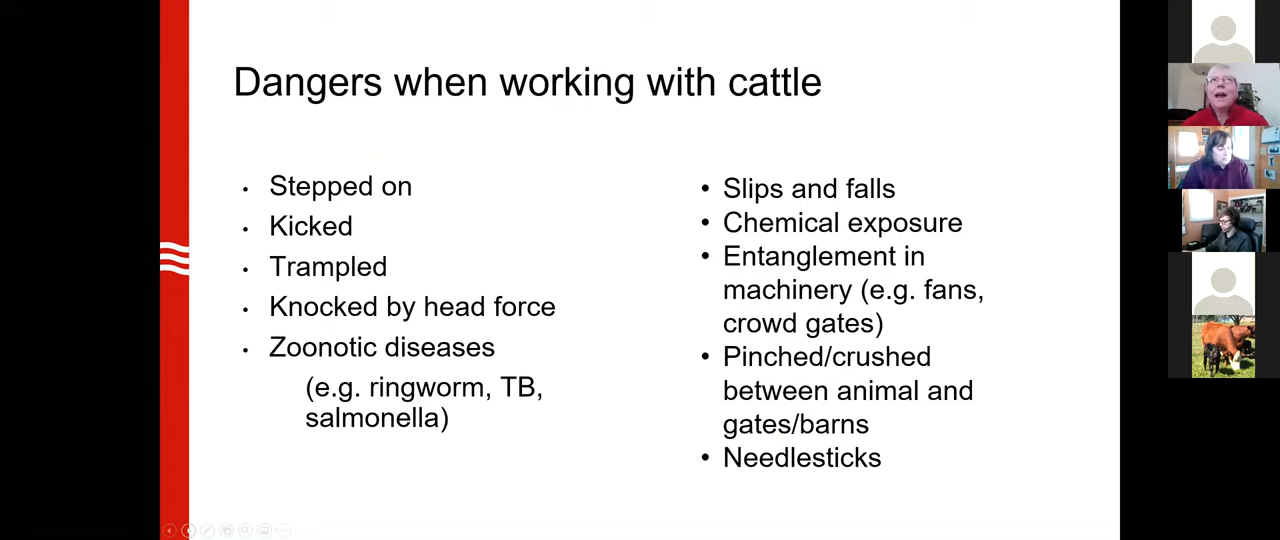 Dangers when working with cattle
• Stepped on
• Kicked
• Trampled
• Knocked by head force
• Zoonotic diseases
(e.g. ringworm, TB,
salmonella)
• Slips and falls
• Chemical exposure
• Entanglement in
machinery (e.g. fans,
crowd gates)
• Pinched/crushed
between animal and
gates/barns
• Needlesticks